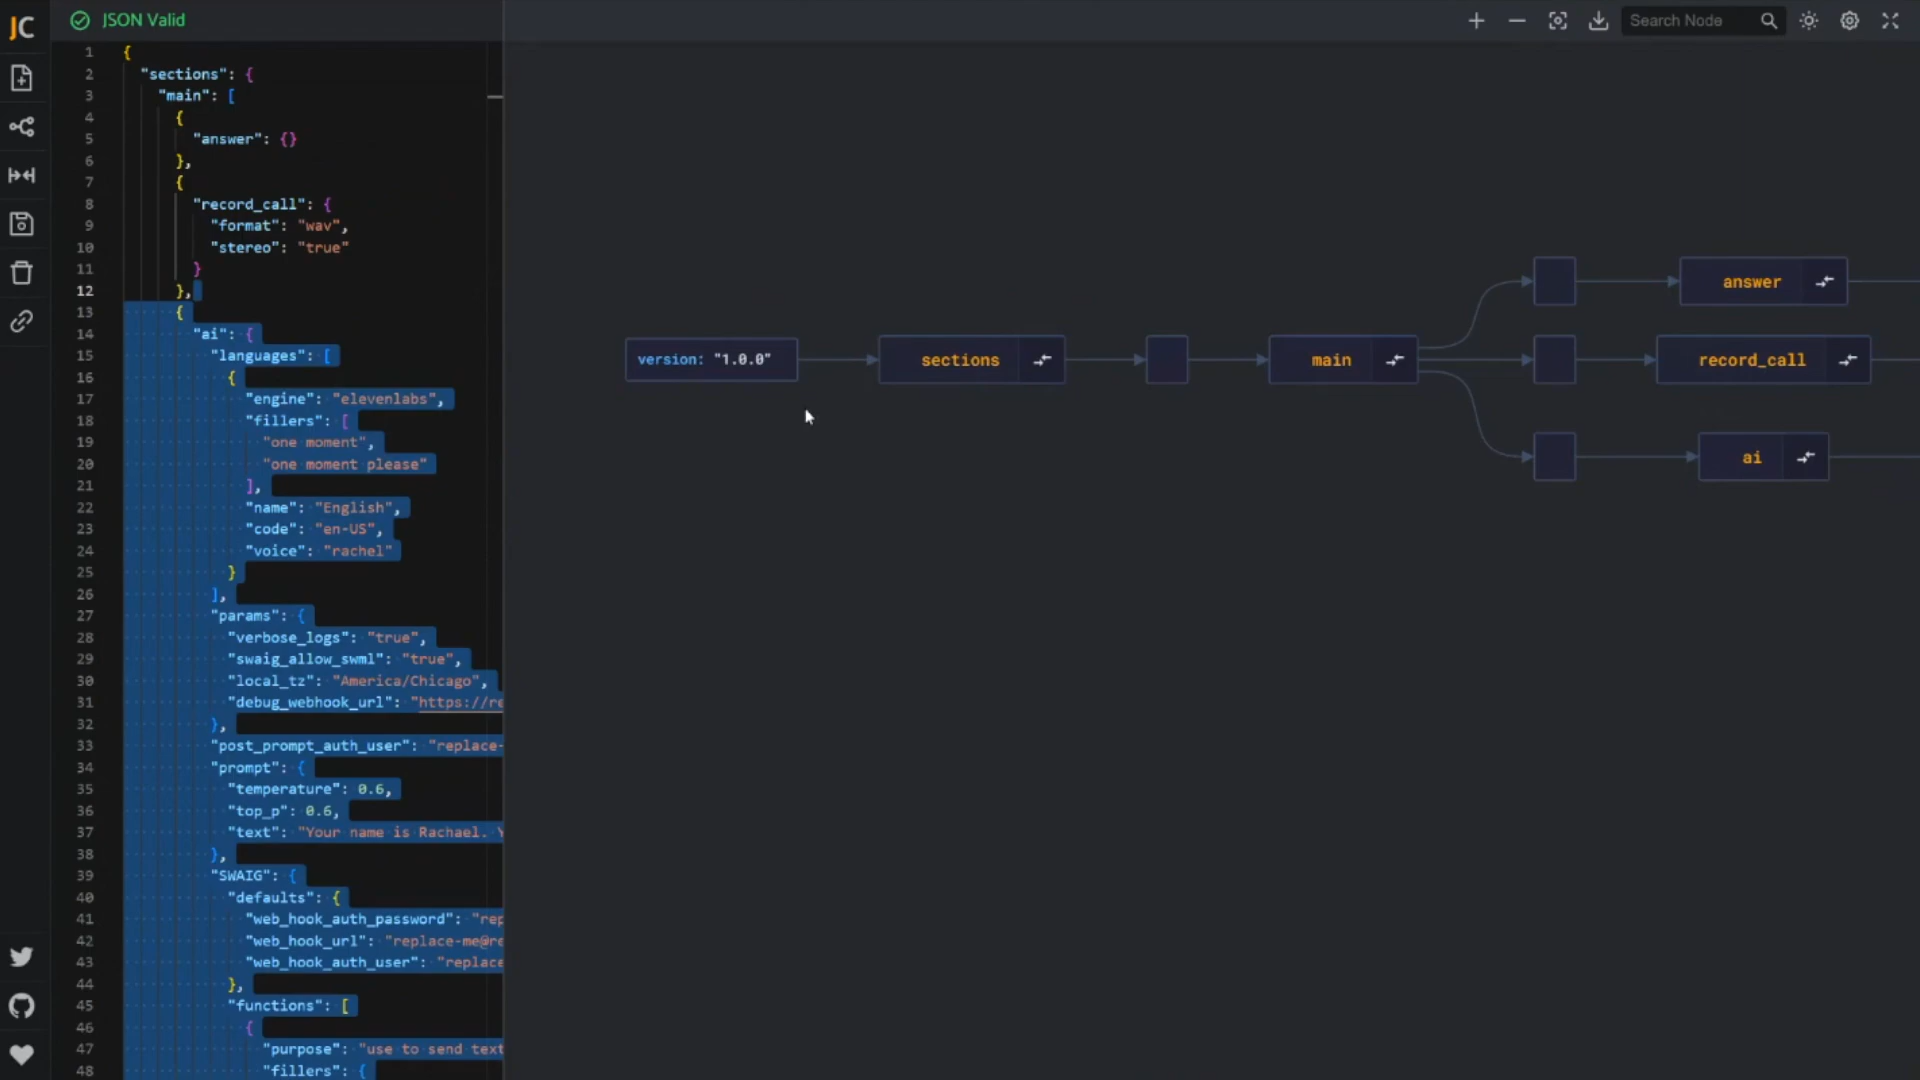 JC
JSON Valid
Search Node
1 {
2 "sections": {
3 "main": [
4 {
5 "answer": {}
6 },
7 {
8 "record_call": {
9 "format": "wav",
10 "stereo": "true"
11 }
12 },
13 {
14 "ai": {
15 "languages": [
16 {
17 "engine": "elevenlabs",
18 "fillers": [
19 "one moment",
20 "one moment please"
21 ],
22 "name": "English",
23 "code": "en-US",
24 "voice": "rachel"
25 }
26 ],
27 "params": {
28 "verbose_logs": "true",
29 "swaig_allow_swml": "true",
30 "local_tz": "America/Chicago",
31 "debug_webhook_url": "https://re
32 },
33 "post_prompt_auth_user": "replace-
34 "prompt": {
35 "temperature": 0.6,
36 "top_p": 0.6,
37 "text": "Your name is Rachael. Y
38 },
39 "SWAIG": {
40 "defaults": {
41 "web_hook_auth_password": "rep
42 "web_hook_url": "replace-me@re
43 "web_hook_auth_user": "replace
44 },
45 "functions": [
46 {
47 "purpose": "use to send text
48 "fillers": {
version: "1.0.0"
sections
main
answer
record_call
ai